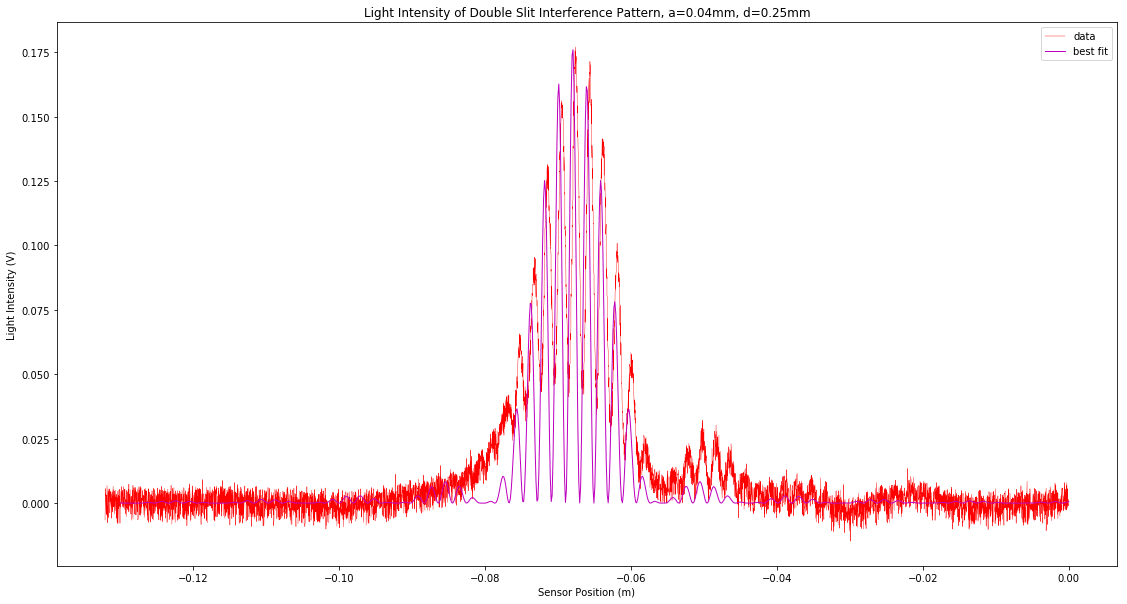 Light Intensity of Double Slit Interference Pattern, a=0.04mm, d=0.25mm
data
best fit
0.175
0.150
0.125
0.100
0.075
0.050
0.025
0.000
Light Intensity (V)
−0.12 −0.10 −0.08 −0.06 −0.04 −0.02 0.00
Sensor Position (m)